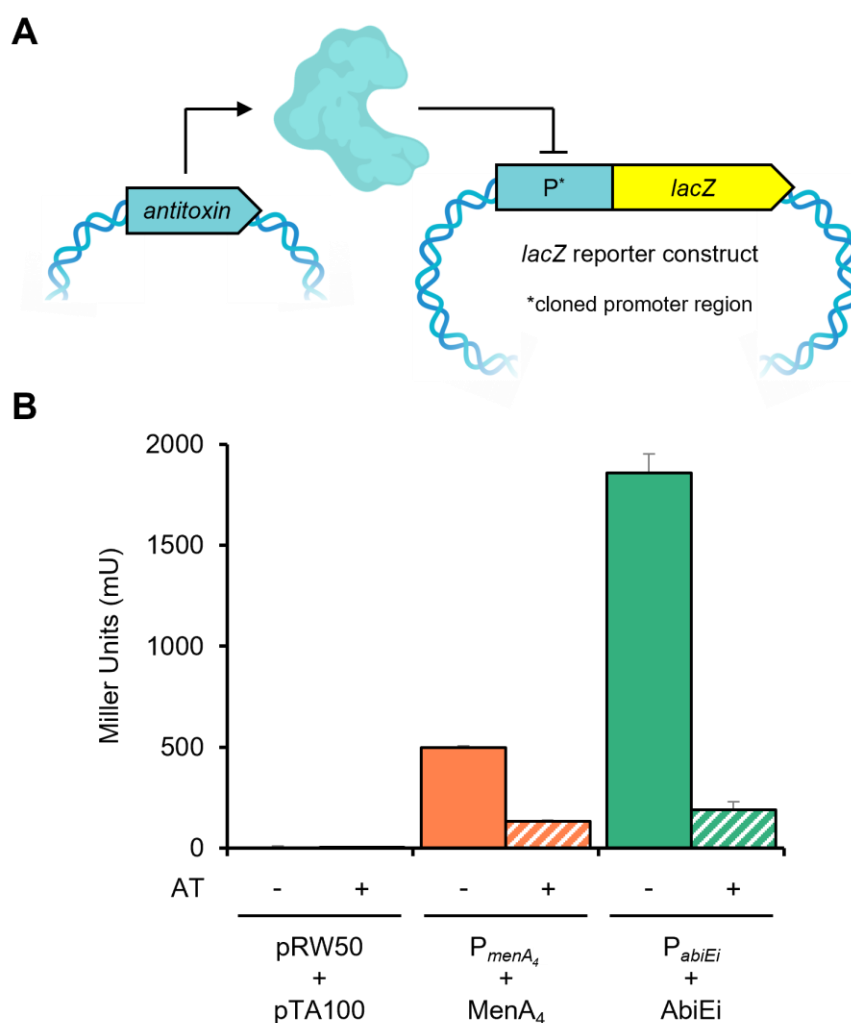 A
antitoxin
P*
lacZ
lacZ reporter construct
*cloned promoter region
B
Miller Units (mU)
2000
1500
1000
500
0
AT - + - + - +
pRW50 PmenA4 PabiEi
+ + +
pTA100 MenA4 AbiEi